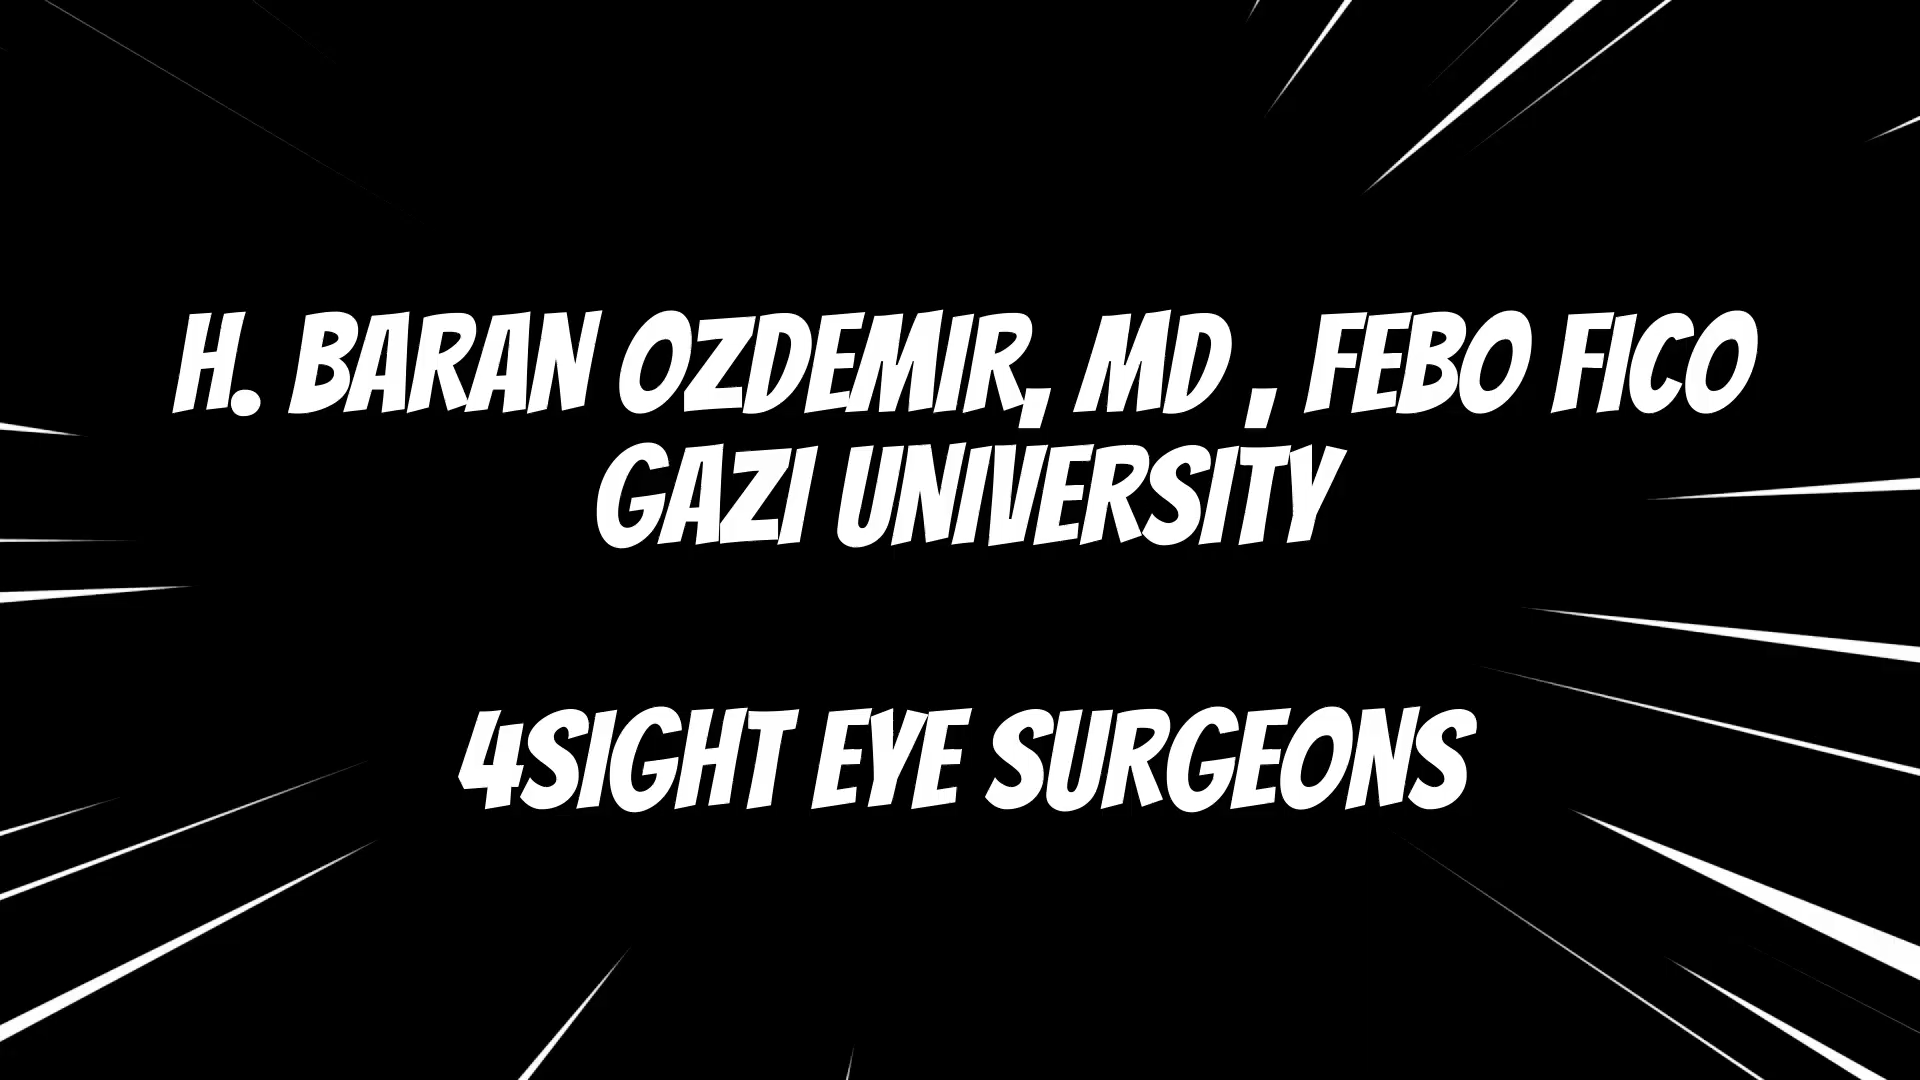 H. BARAN OZDEMIR, MD , FEBO FICO
GAZI UNIVERSITY
4SIGHT EYE SURGEONS